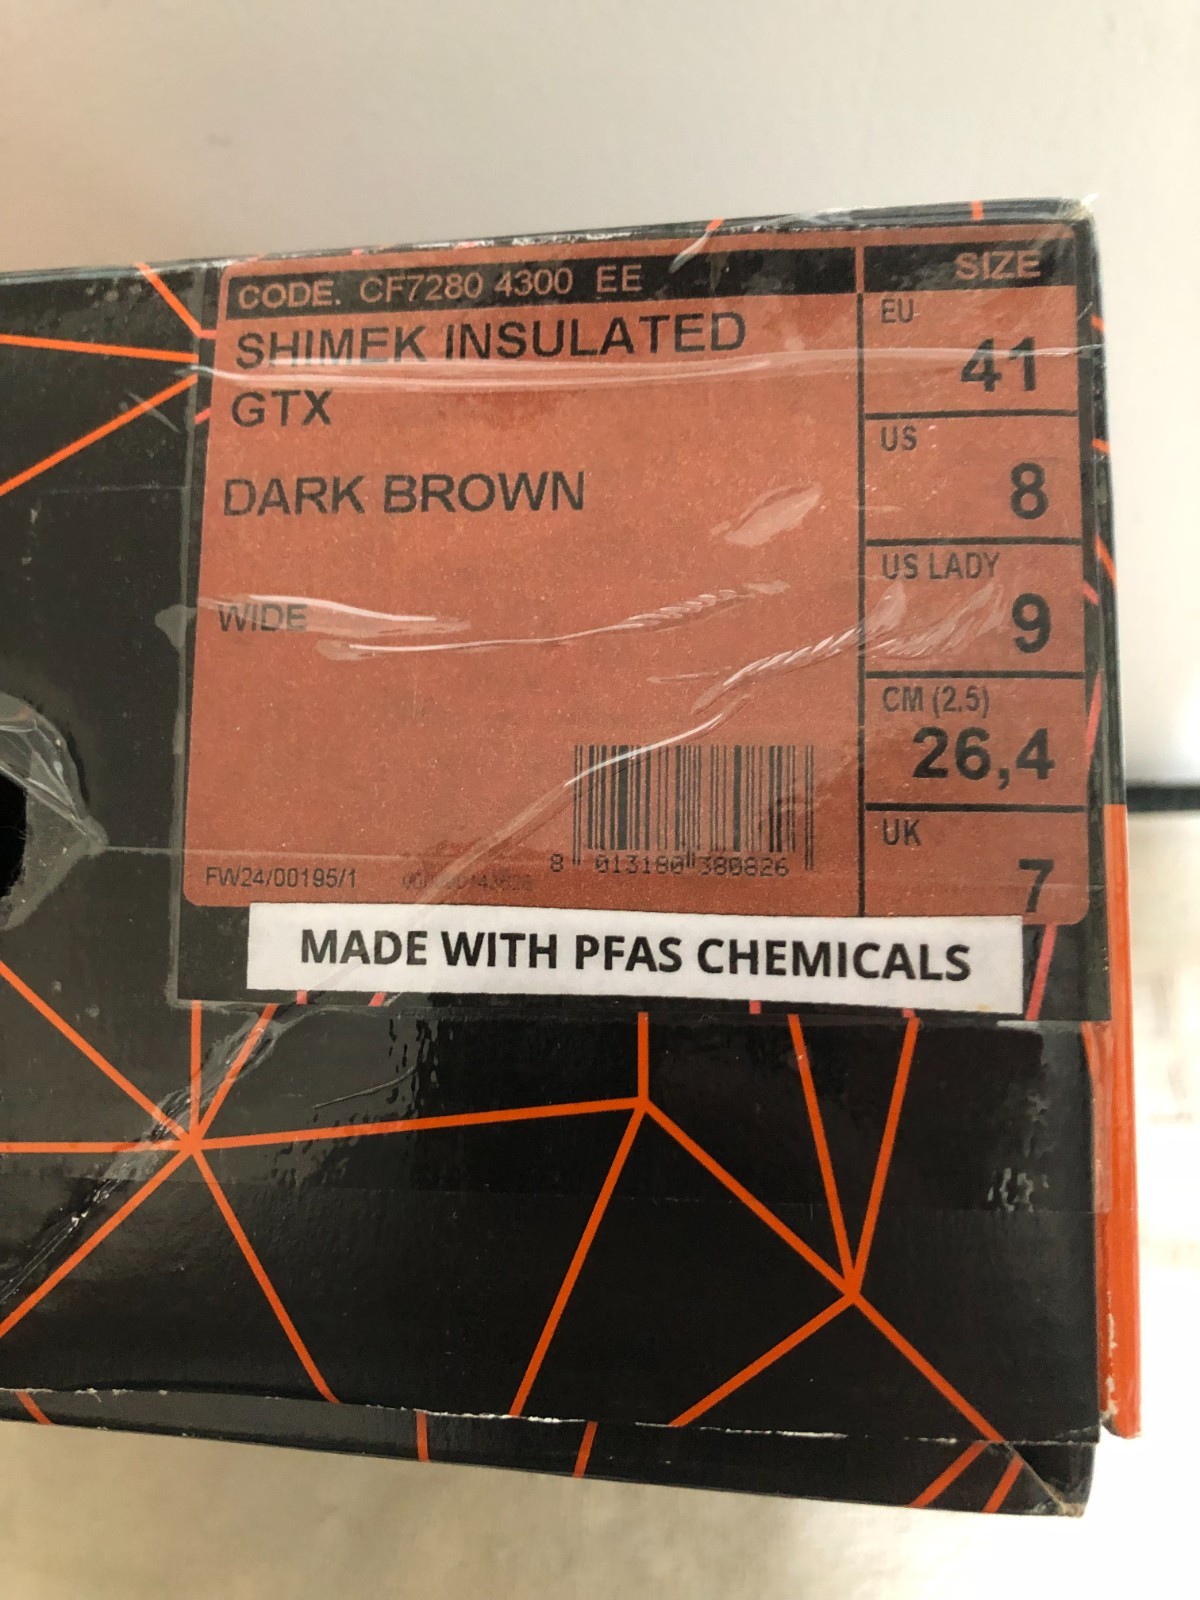 CODE. CF7280 4300 EE
SHIMEK INSULATED
GTX
DARK BROWN
WIDE
FW24/00195/1
8 013180 380826
SIZE
EU
41
US
8
US LADY
9
CM (2.5)
26,4
UK
7
MADE WITH PFAS CHEMICALS